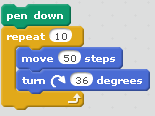 pen down
repeat 10
move 50 steps
turn 36 degrees